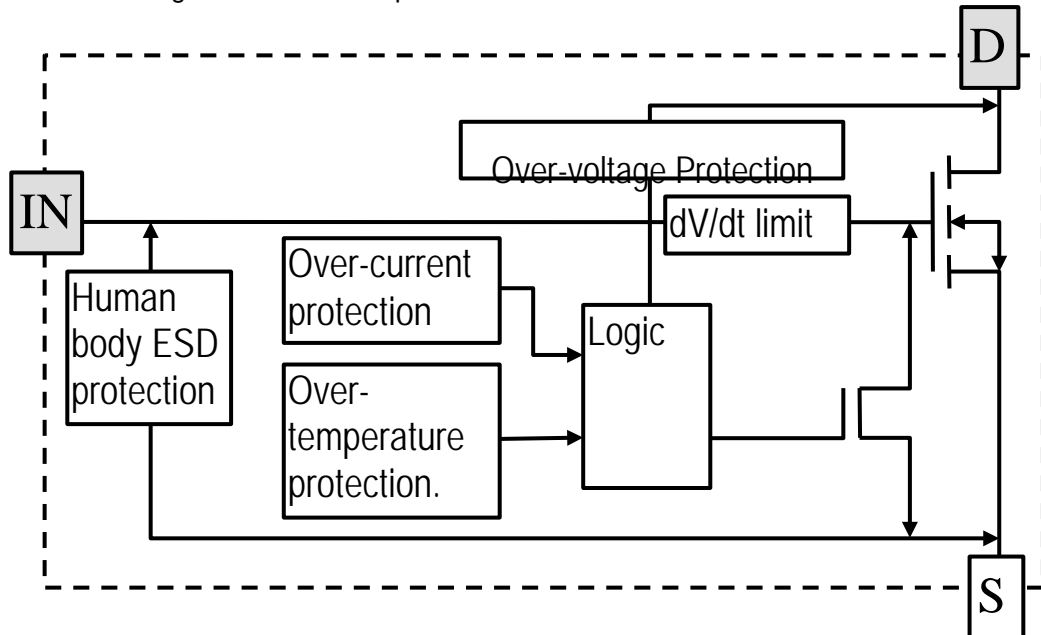 D
Over-voltage Protection
IN
dV/dt limit
Over-current
protection
Human
body ESD
protection
Logic
Over-
temperature
protection.
S